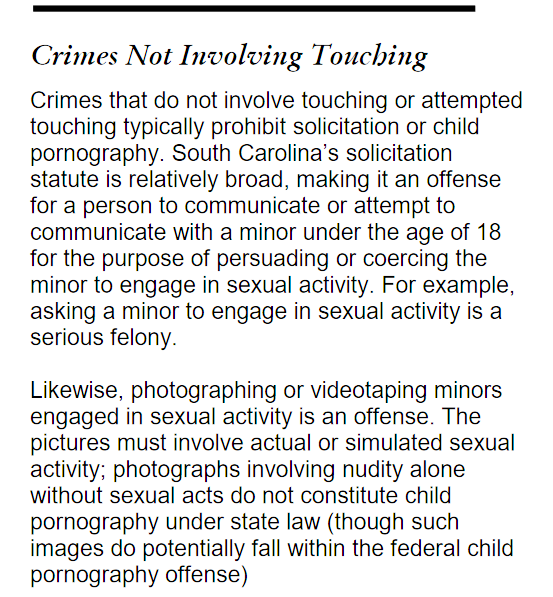 Crimes Not Involving Touching
Crimes that do not involve touching or attempted
touching typically prohibit solicitation or child
pornography. South Carolina's solicitation
statute is relatively broad, making it an offense
for a person to communicate or attempt to
communicate with a minor under the age of 18
for the purpose of persuading or coercing the
minor to engage in sexual activity. For example,
asking a minor to engage in sexual activity is a
serious felony.
Likewise, photographing or videotaping minors
engaged in sexual activity is an offense. The
pictures must involve actual or simulated sexual
activity; photographs involving nudity alone
without sexual acts do not constitute child
pornography under state law (though such
images do potentially fall within the federal child
pornography offense)